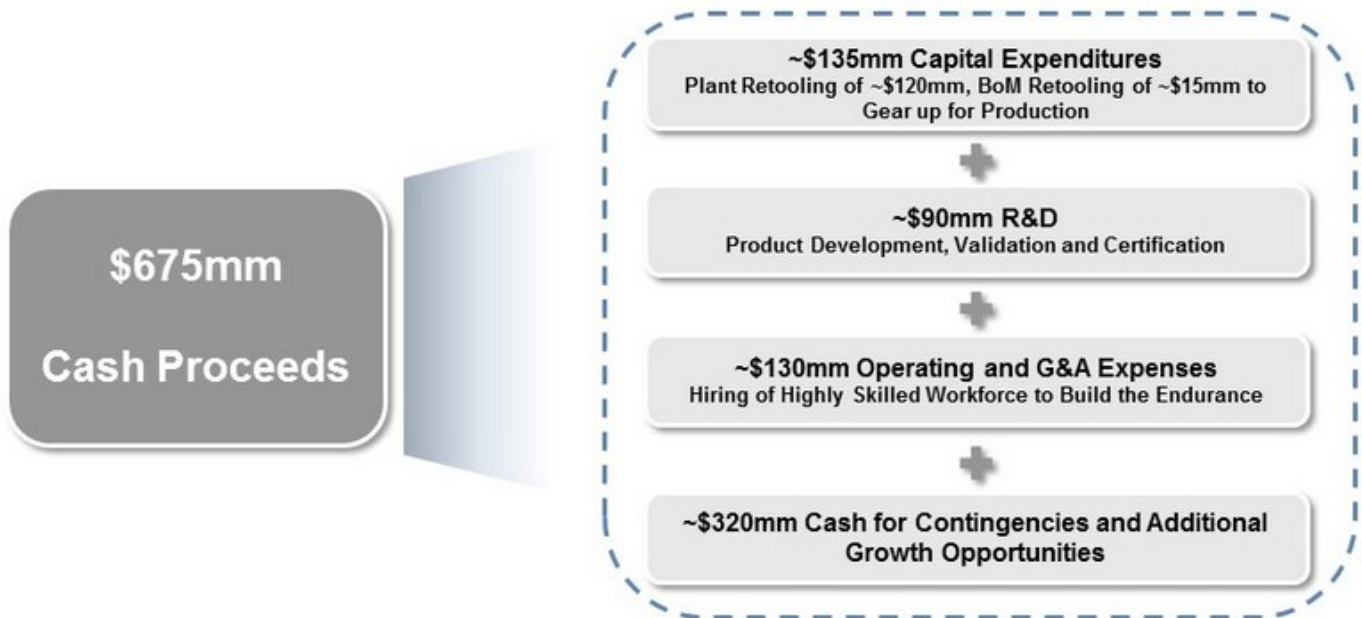 $675mm
Cash Proceeds
~$135mm Capital Expenditures
Plant Retooling of ~$120mm, BoM Retooling of ~$15mm to
Gear up for Production
~$90mm R&D
Product Development, Validation and Certification
~$130mm Operating and G&A Expenses
Hiring of Highly Skilled Workforce to Build the Endurance
~$320mm Cash for Contingencies and Additional
Growth Opportunities